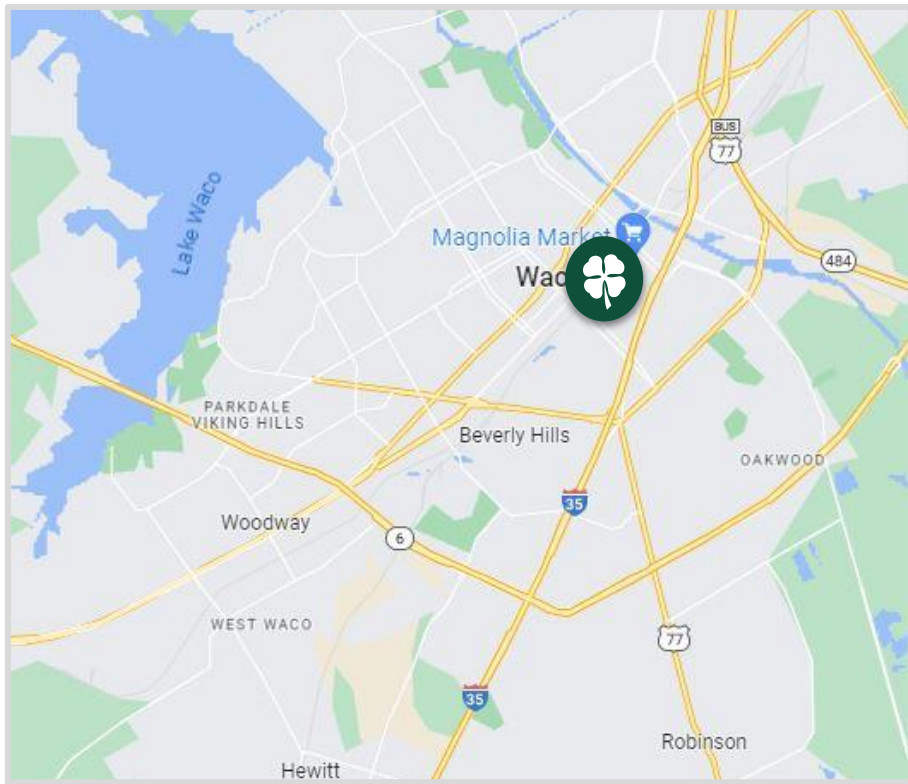 BUS
77
Lake Waco
Magnolia Market
484
PARKDALE
VIKING HILLS
Beverly Hills
OAKWOOD
35
Woodway
6
WEST WACO
77
35
Robinson
Hewitt